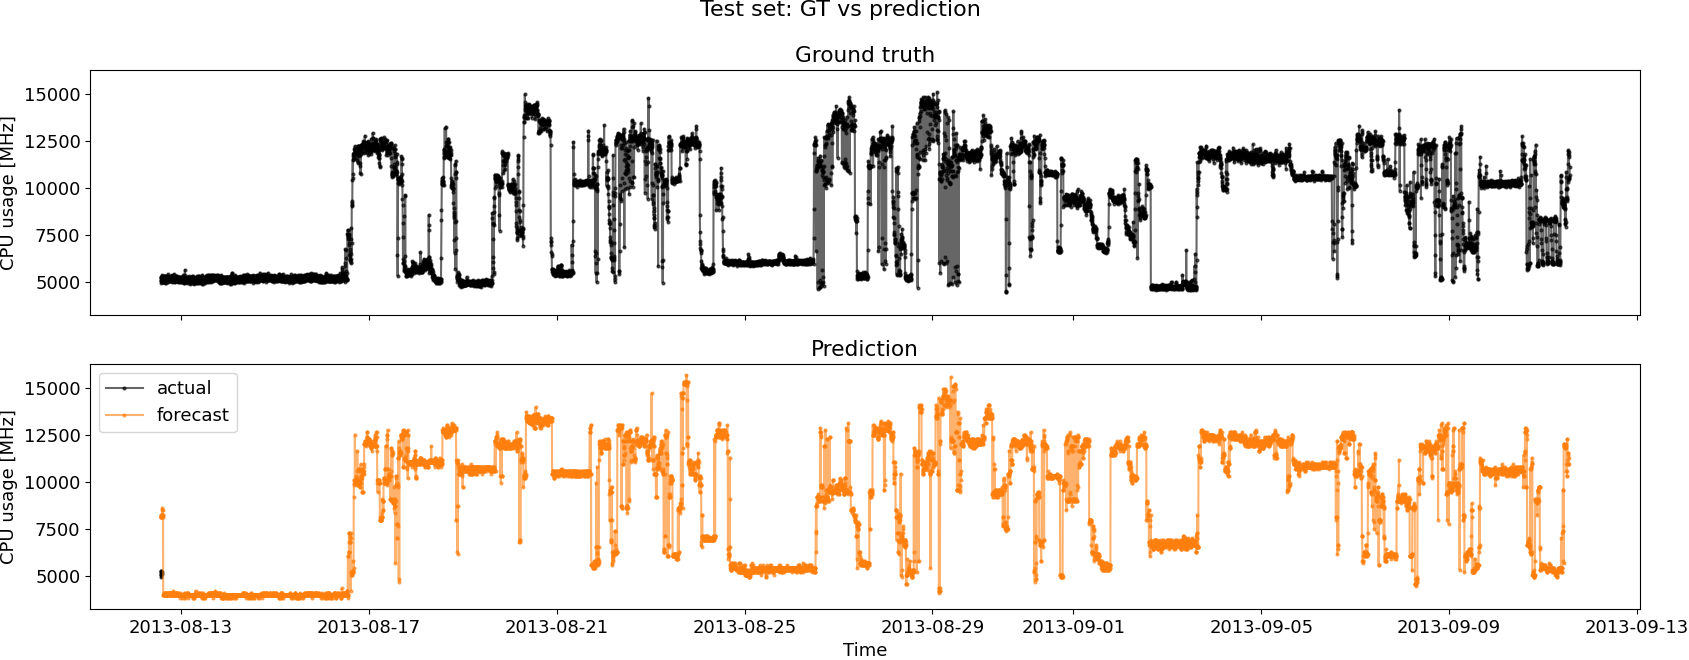 Test set: GT vs prediction
Ground truth
CPU usage [MHz]
15000
12500
10000
7500
5000
Prediction
CPU usage [MHz]
15000
12500
10000
7500
5000
actual
forecast
2013-08-13 2013-08-17 2013-08-21 2013-08-25 2013-08-29 2013-09-01 2013-09-05 2013-09-09 2013-09-13
Time